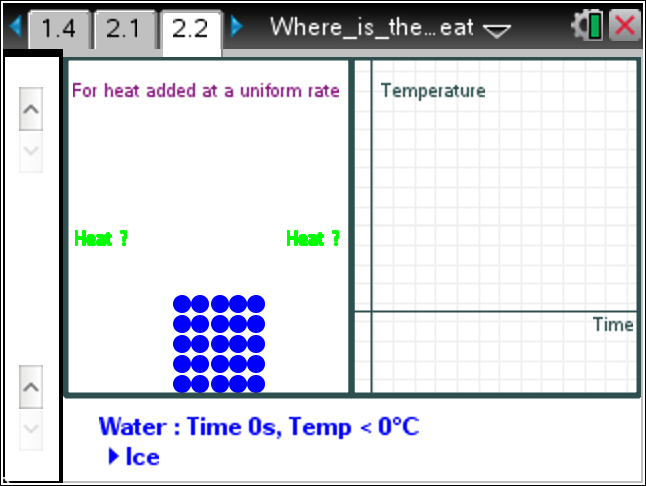 1.4 2.1 2.2 Where_is_the…eat
For heat added at a uniform rate
Temperature
Heat ? Heat ?
Time
Water : Time 0s, Temp < 0°C
Ice